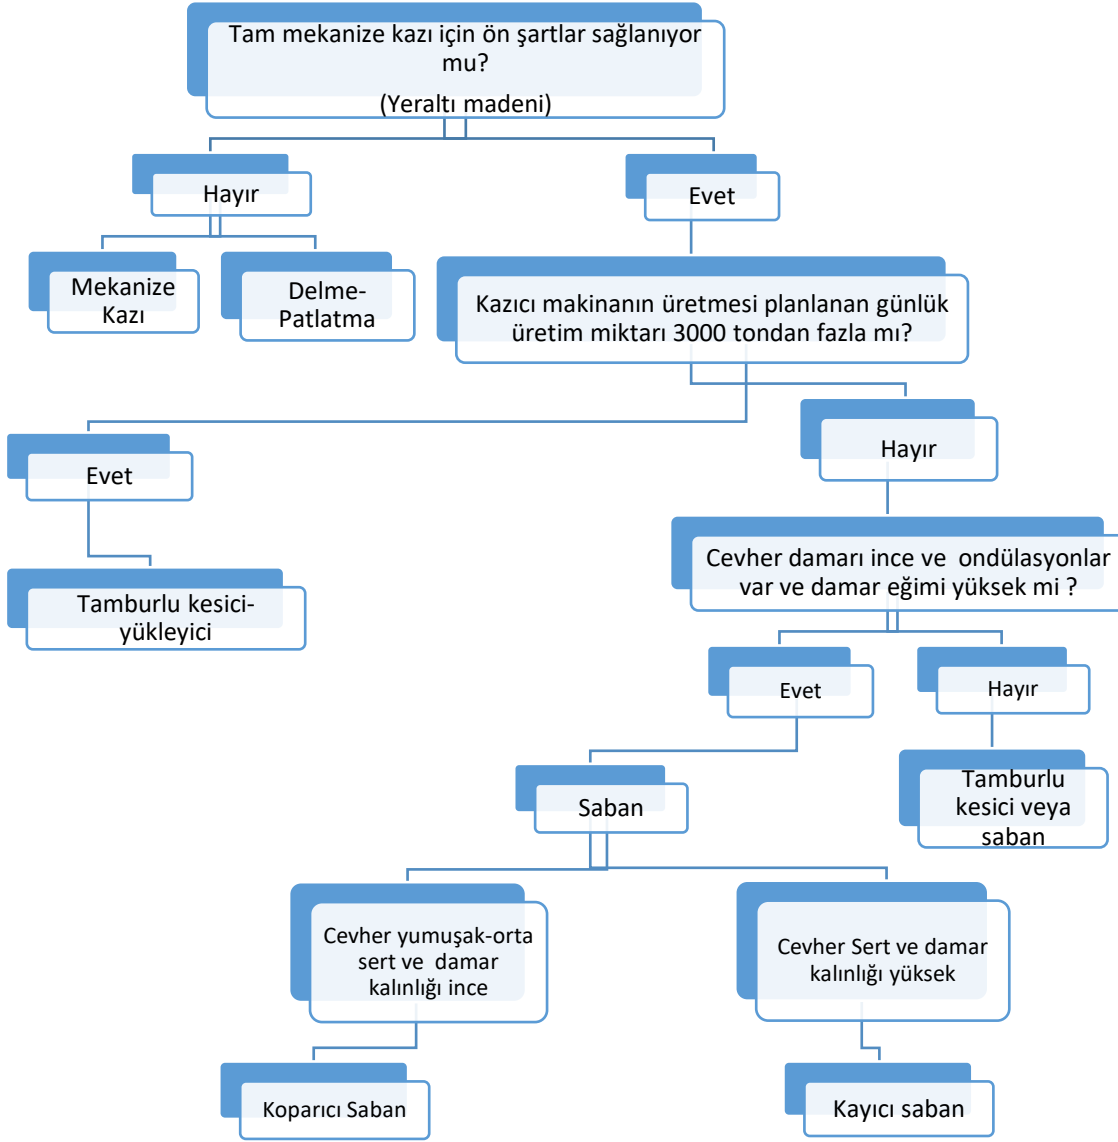 Tam mekanize kazı için ön şartlar sağlanıyor
mu?
(Yeraltı madeni)
Hayır
Evet
Mekanize
Kazı
Delme-
Patlatma
Kazıcı makinanın üretmesi planlanan günlük
üretim miktarı 3000 tondan fazla mı?
Evet
Hayır
Tamburlu kesici-
yükleyici
Cevher damarı ince ve  ondülasyonlar
var ve damar eğimi yüksek mi ?
Evet
Hayır
Saban
Tamburlu
kesici veya
saban
Cevher yumuşak-orta
sert ve  damar
kalınlığı ince
Cevher Sert ve damar
kalınlığı yüksek
Koparıcı Saban
Kayıcı saban